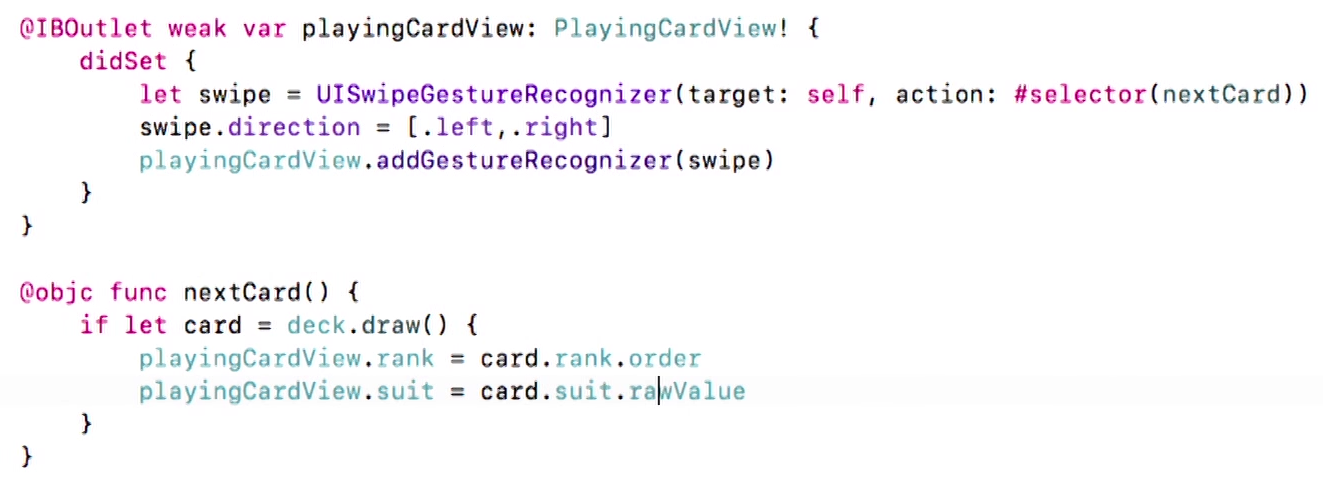 @IBOutlet weak var playingCardView: PlayingCardView! {
    didSet {
        let swipe = UISwipeGestureRecognizer(target: self, action: #selector(nextCard))
        swipe.direction = [.left,.right]
        playingCardView.addGestureRecognizer(swipe)
    }
}

@objc func nextCard() {
    if let card = deck.draw() {
        playingCardView.rank = card.rank.order
        playingCardView.suit = card.suit.rawValue
    }
}